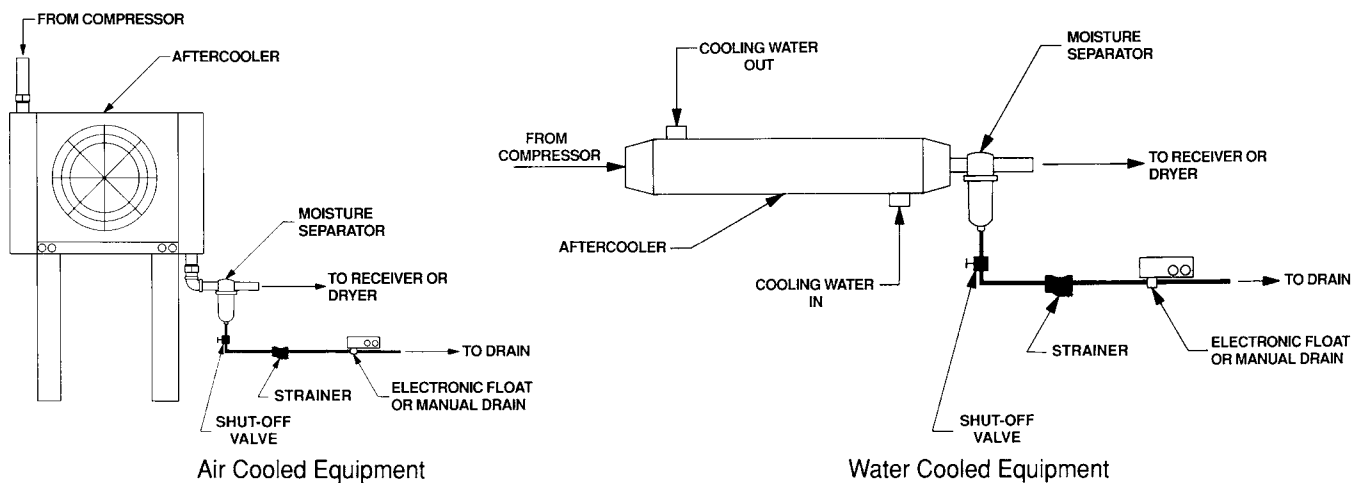 FROM COMPRESSOR
AFTERCOOLER
MOISTURE
SEPARATOR
TO RECEIVER OR
DRYER
TO DRAIN
STRAINER
ELECTRONIC FLOAT
OR MANUAL DRAIN
SHUT-OFF
VALVE
Air Cooled Equipment
COOLING WATER
OUT
MOISTURE
SEPARATOR
FROM
COMPRESSOR
TO RECEIVER OR
DRYER
AFTERCOOLER
COOLING WATER
IN
TO DRAIN
STRAINER
ELECTRONIC FLOAT
OR MANUAL DRAIN
SHUT-OFF
VALVE
Water Cooled Equipment